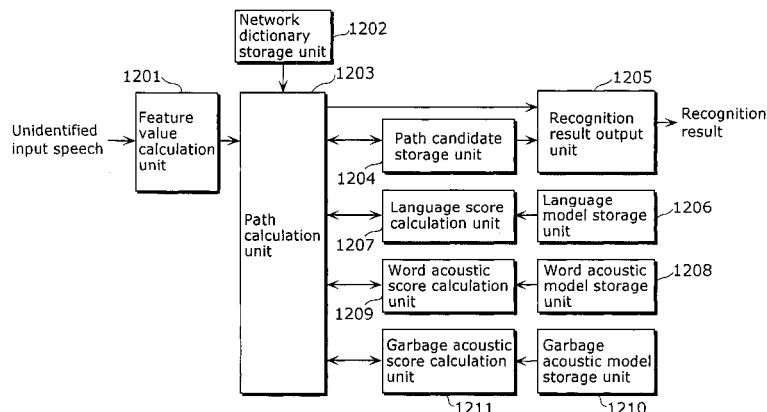 Network
dictionary
storage unit
1202
1201
1203
1205
Unidentified
input speech
Feature
value
calculation
unit
Path
calculation
unit
Path candidate
storage unit
1204
Recognition
result output
unit
Recognition
result
Language score
calculation unit
1207
Language
model storage
unit
1206
Word acoustic
score calculation
unit
1209
Word acoustic
model storage
unit
1208
Garbage acoustic
score calculation
unit
1211
Garbage
acoustic model
storage unit
1210